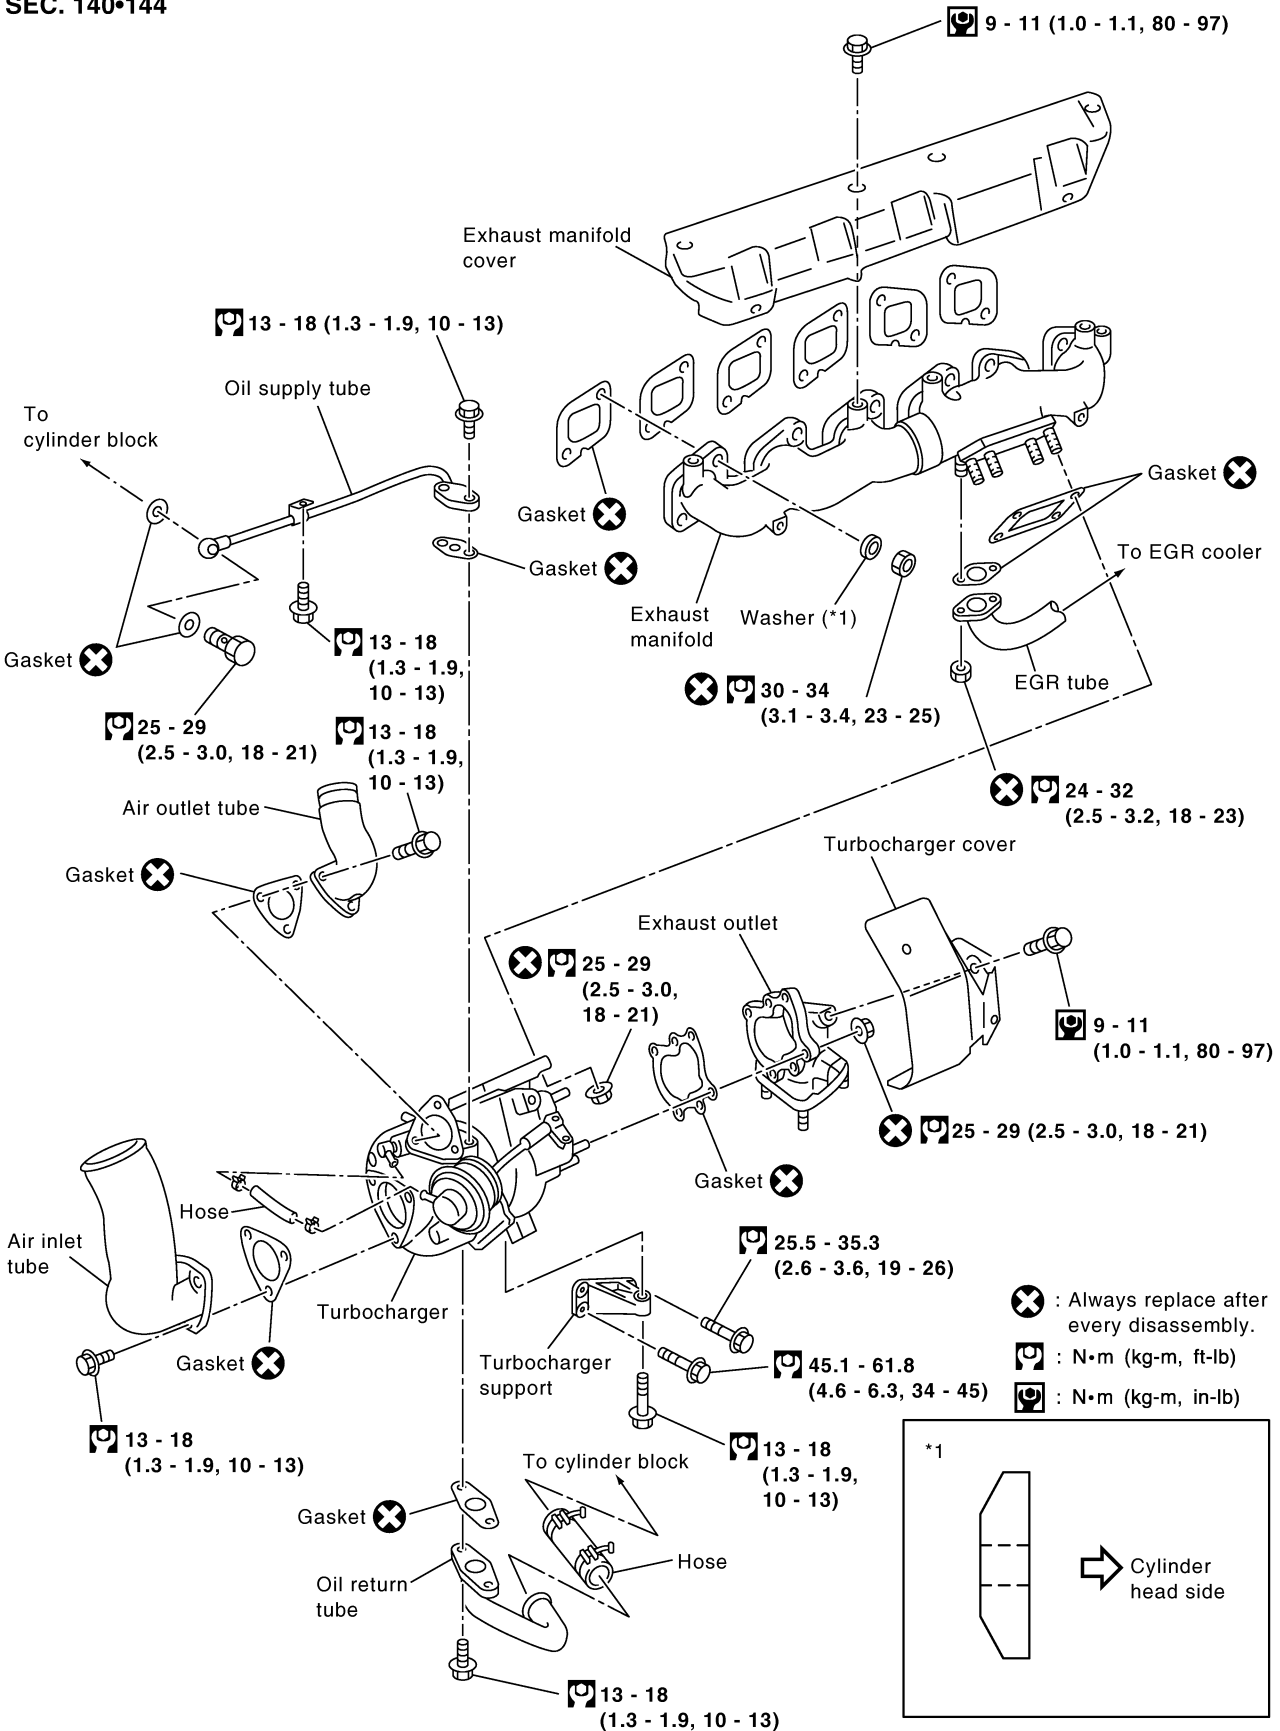 SEC. 140•144
9 - 11 (1.0 - 1.1, 80 - 97)
Exhaust manifold
cover
13 - 18 (1.3 - 1.9, 10 - 13)
Oil supply tube
To
cylinder block
Gasket
Gasket
Gasket
To EGR cooler
Exhaust
manifold
Washer (*1)
EGR tube
Gasket
13 - 18
(1.3 - 1.9,
10 - 13)
30 - 34
(3.1 - 3.4, 23 - 25)
25 - 29
(2.5 - 3.0, 18 - 21)
13 - 18
(1.3 - 1.9,
10 - 13)
24 - 32
(2.5 - 3.2, 18 - 23)
Air outlet tube
Turbocharger cover
Gasket
Exhaust outlet
25 - 29
(2.5 - 3.0,
18 - 21)
9 - 11
(1.0 - 1.1, 80 - 97)
25 - 29 (2.5 - 3.0, 18 - 21)
Gasket
Hose
Air inlet
tube
25.5 - 35.3
(2.6 - 3.6, 19 - 26)
Turbocharger
Gasket
Turbocharger
support
45.1 - 61.8
(4.6 - 6.3, 34 - 45)
: Always replace after
every disassembly.
: N•m (kg-m, ft-lb)
: N•m (kg-m, in-lb)
13 - 18
(1.3 - 1.9, 10 - 13)
To cylinder block
13 - 18
(1.3 - 1.9,
10 - 13)
*1
Gasket
Hose
Oil return
tube
Cylinder
head side
13 - 18
(1.3 - 1.9, 10 - 13)